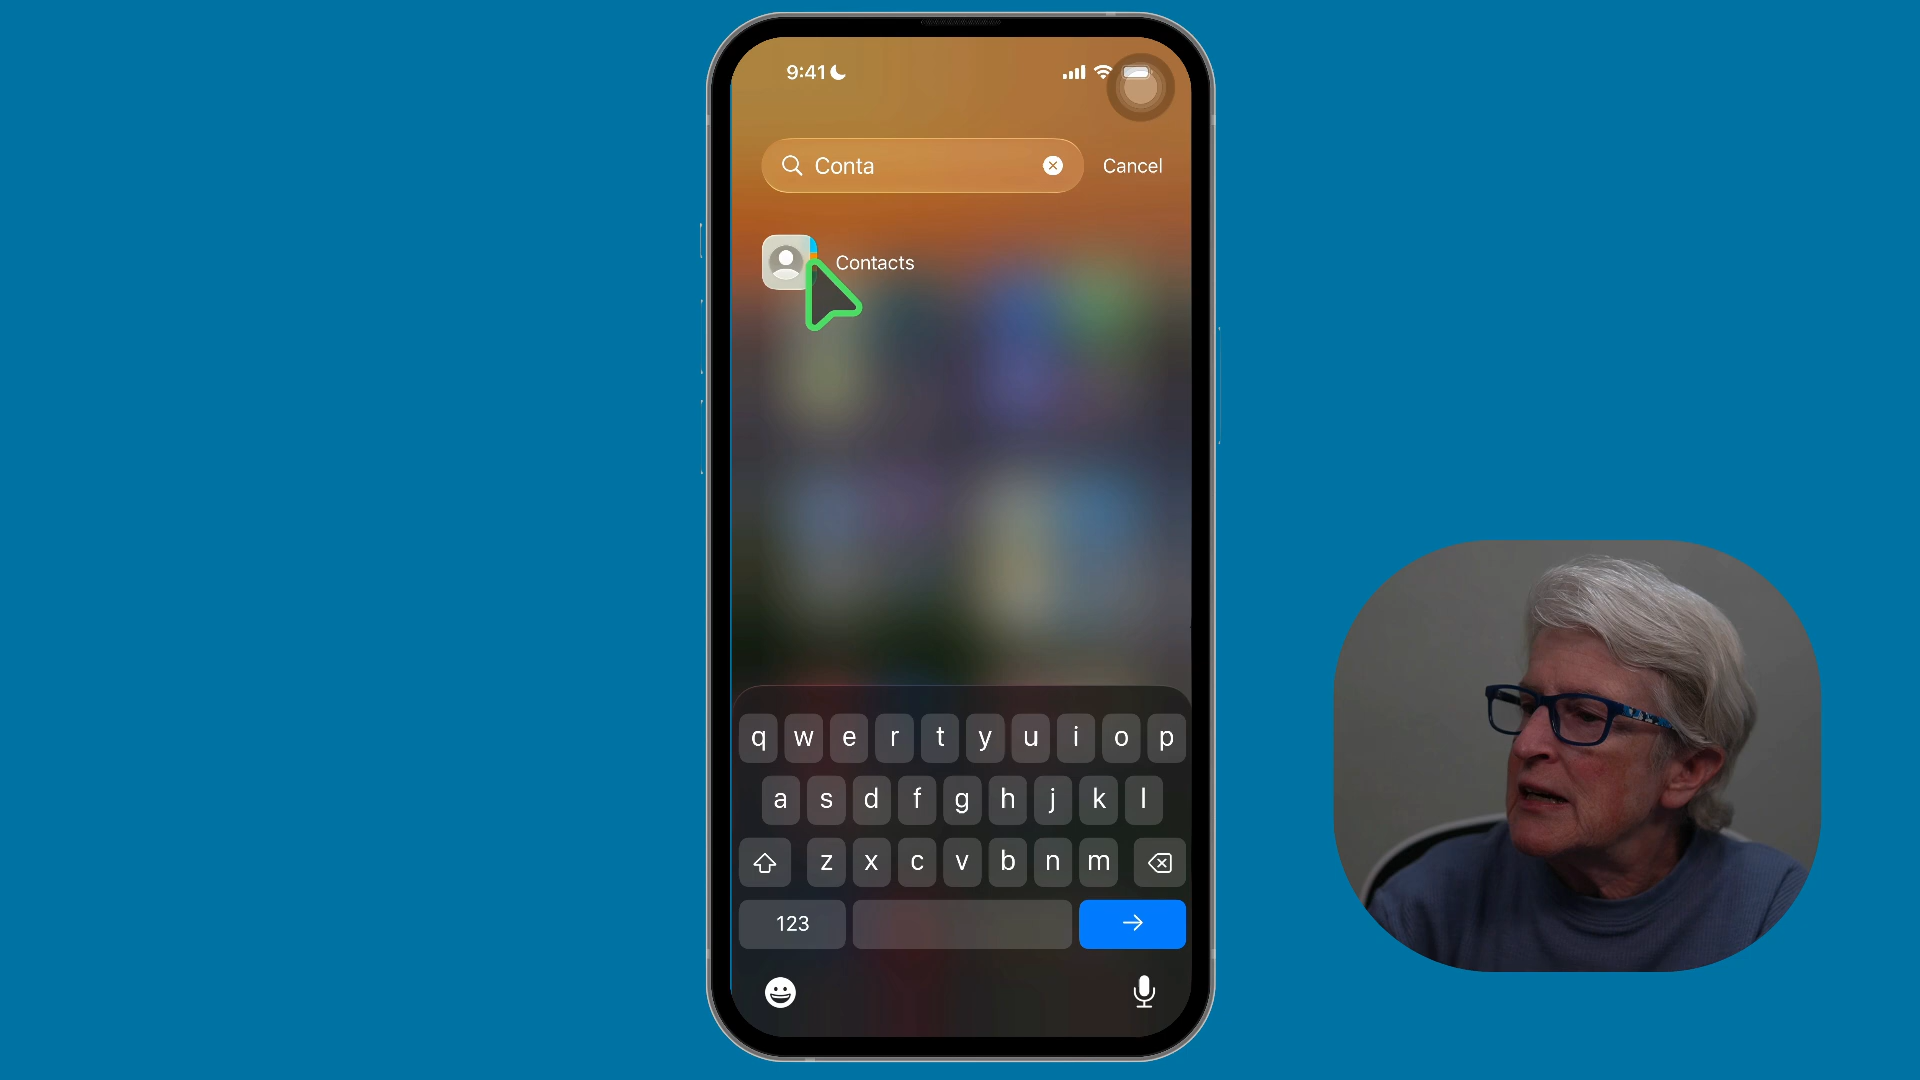 9:41
Conta
Cancel
Contacts
q w e r t y u i o p
a s d f g h j k l
z x c v b n m
123